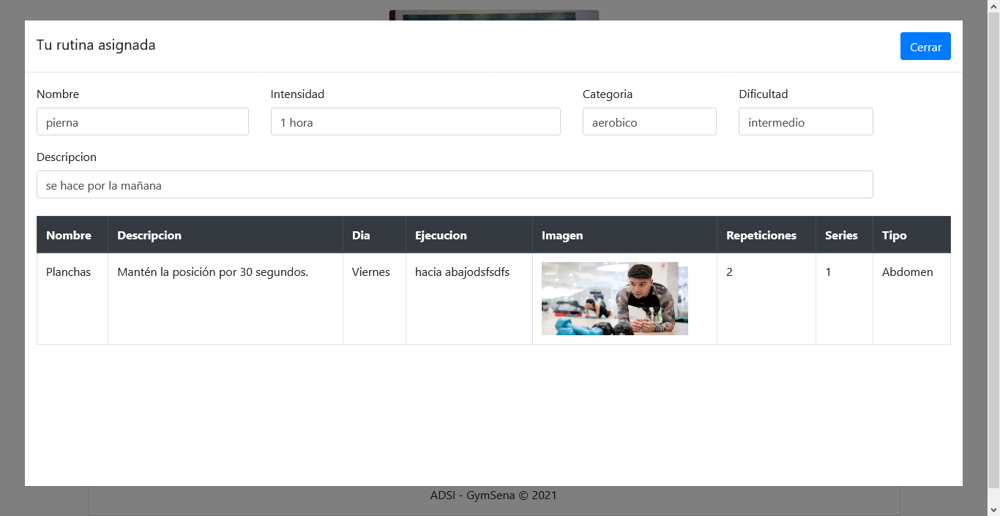 Tu rutina asignada
Cerrar
Nombre Intensidad Categoria Dificultad
pierna 1 hora aerobico intermedio
Descripcion
se hace por la mañana
Nombre Descripcion Dia Ejecucion Imagen Repeticiones Series Tipo
Planchas Mantén la posición por 30 segundos. Viernes hacia abajodsfsdfs 2 1 Abdomen
ADSI - GymSena © 2021